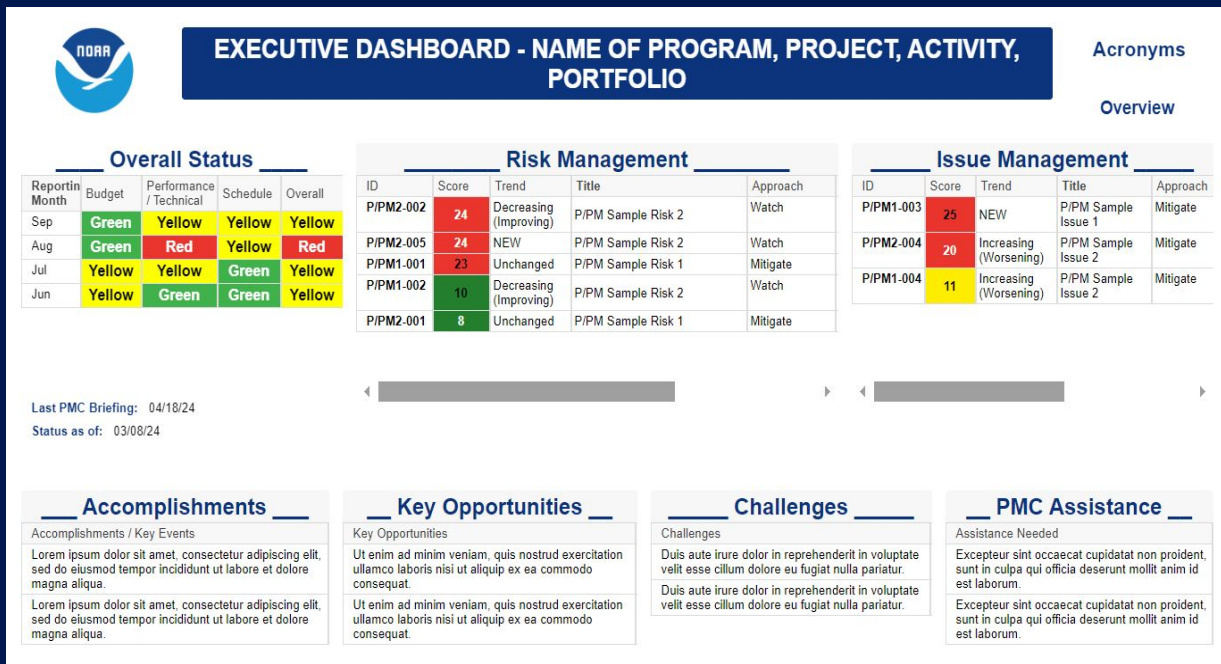 NOAA
EXECUTIVE DASHBOARD - NAME OF PROGRAM, PROJECT, ACTIVITY,
PORTFOLIO
Acronyms
Overview
Overall Status
Reportin Month Budget Performance / Technical Schedule Overall
Sep Green Yellow Yellow Yellow
Aug Green Red Yellow Red
Jul Yellow Yellow Green Yellow
Jun Yellow Green Green Yellow
Last PMC Briefing: 04/18/24
Status as of: 03/08/24
Risk Management
ID Score Trend Title Approach
P/PM2-002 24 Decreasing (Improving) P/PM Sample Risk 2 Watch
P/PM2-005 24 NEW P/PM Sample Risk 2 Watch
P/PM1-001 23 Unchanged P/PM Sample Risk 1 Mitigate
P/PM1-002 10 Decreasing (Improving) P/PM Sample Risk 2 Watch
P/PM2-001 8 Unchanged P/PM Sample Risk 1 Mitigate
Issue Management
ID Score Trend Title Approach
P/PM1-003 25 NEW P/PM Sample Issue 1 Mitigate
P/PM2-004 20 Increasing (Worsening) P/PM Sample Issue 2 Mitigate
P/PM1-004 11 Increasing (Worsening) P/PM Sample Issue 2 Mitigate
Accomplishments
Accomplishments / Key Events
Lorem ipsum dolor sit amet, consectetur adipiscing elit,
sed do eiusmod tempor incididunt ut labore et dolore
magna aliqua.
Lorem ipsum dolor sit amet, consectetur adipiscing elit,
sed do eiusmod tempor incididunt ut labore et dolore
magna aliqua.
Key Opportunities
Key Opportunities
Ut enim ad minim veniam, quis nostrud exercitation
ullamco laboris nisi ut aliquip ex ea commodo
consequat.
Ut enim ad minim veniam, quis nostrud exercitation
ullamco laboris nisi ut aliquip ex ea commodo
consequat.
Challenges
Challenges
Duis aute irure dolor in reprehenderit in voluptate
velit esse cillum dolore eu fugiat nulla pariatur.
Duis aute irure dolor in reprehenderit in voluptate
velit esse cillum dolore eu fugiat nulla pariatur.
PMC Assistance
Assistance Needed
Excepteur sint occaecat cupidatat non proident,
sunt in culpa qui officia deserunt mollit anim id
est laborum.
Excepteur sint occaecat cupidatat non proident,
sunt in culpa qui officia deserunt mollit anim id
est laborum.